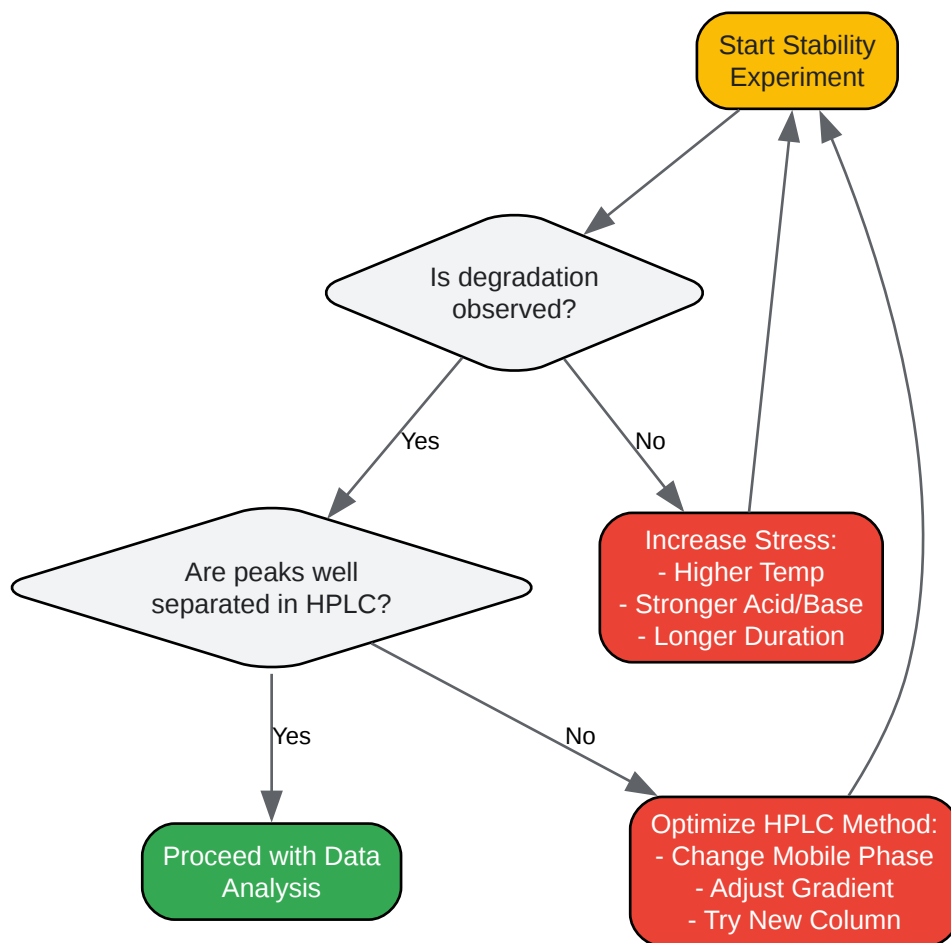 Start Stability
Experiment
Is degradation
observed?
Yes
No
Increase Stress:
- Higher Temp
- Stronger Acid/Base
- Longer Duration
Are peaks well
separated in HPLC?
Yes
No
Proceed with Data
Analysis
Optimize HPLC Method:
- Change Mobile Phase
- Adjust Gradient
- Try New Column